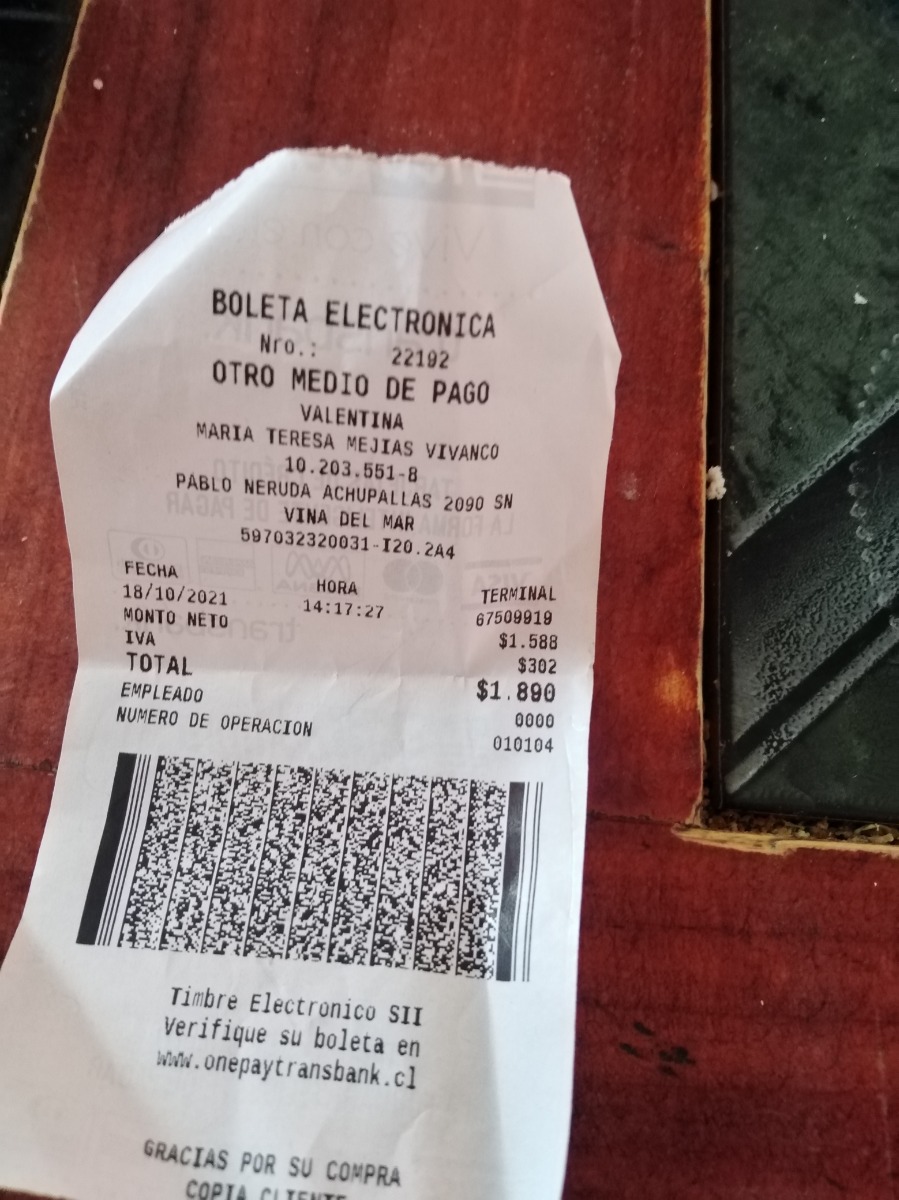 BOLETA ELECTRONICA
Nro.: 22192
OTRO MEDIO DE PAGO
VALENTINA
MARIA TERESA MEJIAS VIVANCO
10.203.551-8
PABLO NERUDA ACHUPALLAS 2090 SN
VINA DEL MAR
597032320031-I20.2A4
FECHA HORA TERMINAL
18/10/2021 14:17:27 67509919
MONTO NETO $1.588
IVA $302
TOTAL $1.890
EMPLEADO 0000
NUMERO DE OPERACION 010104
Timbre Electronico SII
Verifique su boleta en
www.onepaytransbank.cl
GRACIAS POR SU COMPRA
COPIA CLIENTE